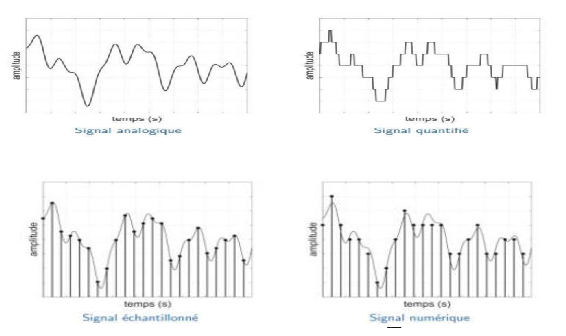 amplitude
temps (s)
Signal analogique
amplitude
temps (s)
Signal quantifié
amplitude
temps (s)
Signal échantillonné
amplitude
temps (s)
Signal numérique